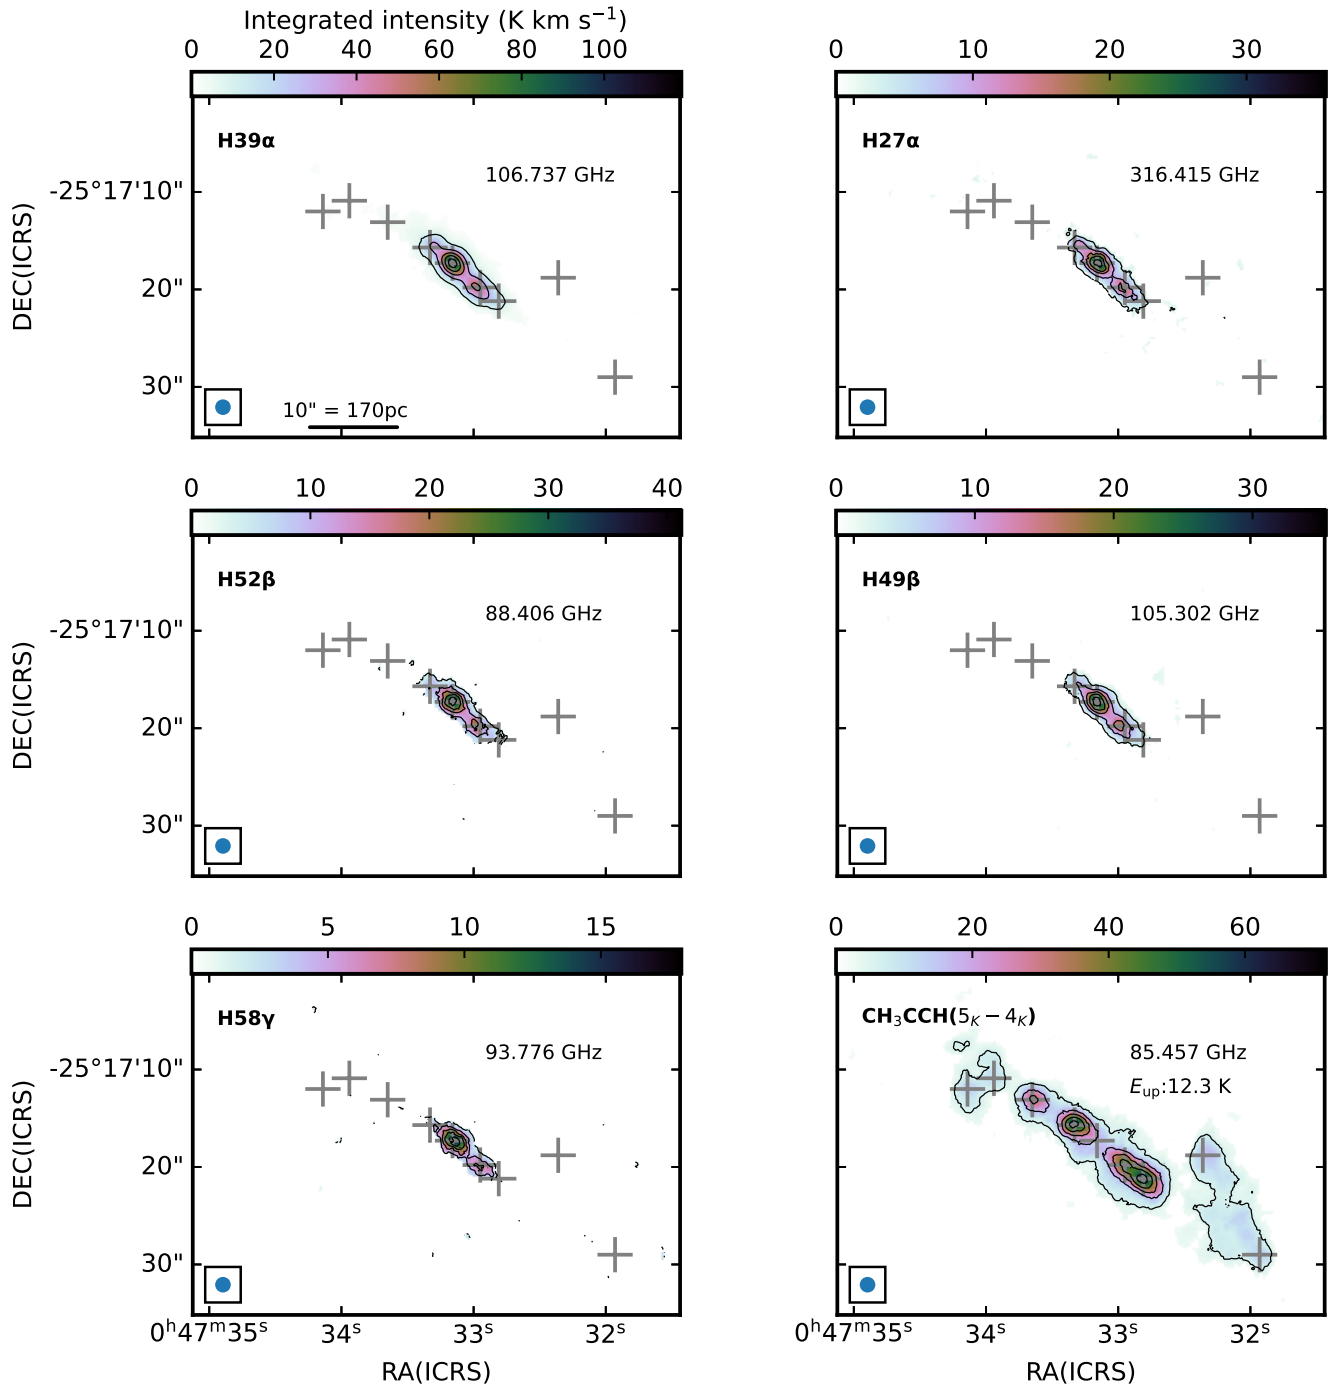 Integrated intensity (K km s⁻¹)
0 20 40 60 80 100
0 10 20 30
H39α
106.737 GHz
H27α
316.415 GHz
-25°17'10"
20"
30"
DEC(ICRS)
10" = 170pc
0 10 20 30 40
0 10 20 30
H52β
88.406 GHz
H49β
105.302 GHz
-25°17'10"
20"
30"
DEC(ICRS)
0 5 10 15
0 20 40 60
H58γ
93.776 GHz
CH₃CCH(5_K − 4_K)
85.457 GHz
E_up:12.3 K
-25°17'10"
20"
30"
DEC(ICRS)
0ʰ47ᵐ35ˢ 34ˢ 33ˢ 32ˢ
0ʰ47ᵐ35ˢ 34ˢ 33ˢ 32ˢ
RA(ICRS)
RA(ICRS)